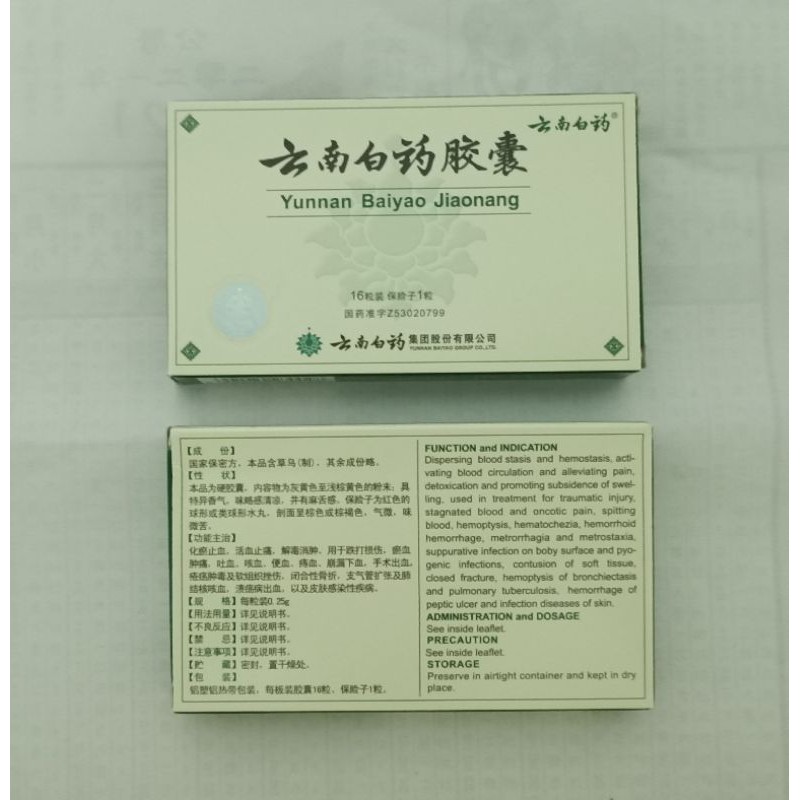 云南白药®
云南白药胶囊
Yunnan Baiyao Jiaonang
16粒装 保险子1粒
国药准字Z53020799
云南白药 集团股份有限公司
YUNNAN BAIYAO GROUP CO.,LTD.
【成 份】
国家保密方，本品含草乌(制)，其余成份略。
【性 状】
本品为硬胶囊，内容物为灰黄色至浅棕黄色的粉末；具
特异香气，味略感清凉，并有麻舌感。保险子为红色的
球形或类球形水丸，剖面呈棕色或棕褐色，气微，味
微苦。
【功能主治】
化瘀止血，活血止痛，解毒消肿。用于跌打损伤，瘀血
肿痛，吐血、咳血、便血、痔血、崩漏下血，手术出血，
疮疡肿毒及软组织挫伤，闭合性骨折，支气管扩张及肺
结核咳血，溃疡病出血，以及皮肤感染性疾病。
【规 格】每粒装0.25g
【用法用量】详见说明书。
【不良反应】详见说明书。
【禁 忌】详见说明书。
【注意事项】详见说明书。
【贮 藏】密封，置干燥处。
【包 装】
铝塑铝热带包装，每板装胶囊16粒，保险子1粒。
FUNCTION and INDICATION
Dispersing blood stasis and hemostasis, acti-
vating blood circulation and alleviating pain,
detoxication and promoting subsidence of swel-
ling, used in treatment for traumatic injury,
stagnated blood and oncotic pain, spitting
blood, hemoptysis, hematochezia, hemorrhoid
hemorrhage, metrorrhagia and metrostaxia,
suppurative infection on boby surface and pyo-
genic infections, contusion of soft tissue,
closed fracture, hemoptysis of bronchiectasis
and pulmonary tuberculosis, hemorrhage of
peptic ulcer and infection diseases of skin.
ADMINISTRATION and DOSAGE
See inside leaflet.
PRECAUTION
See inside leaflet.
STORAGE
Preserve in airtight container and kept in dry
place.